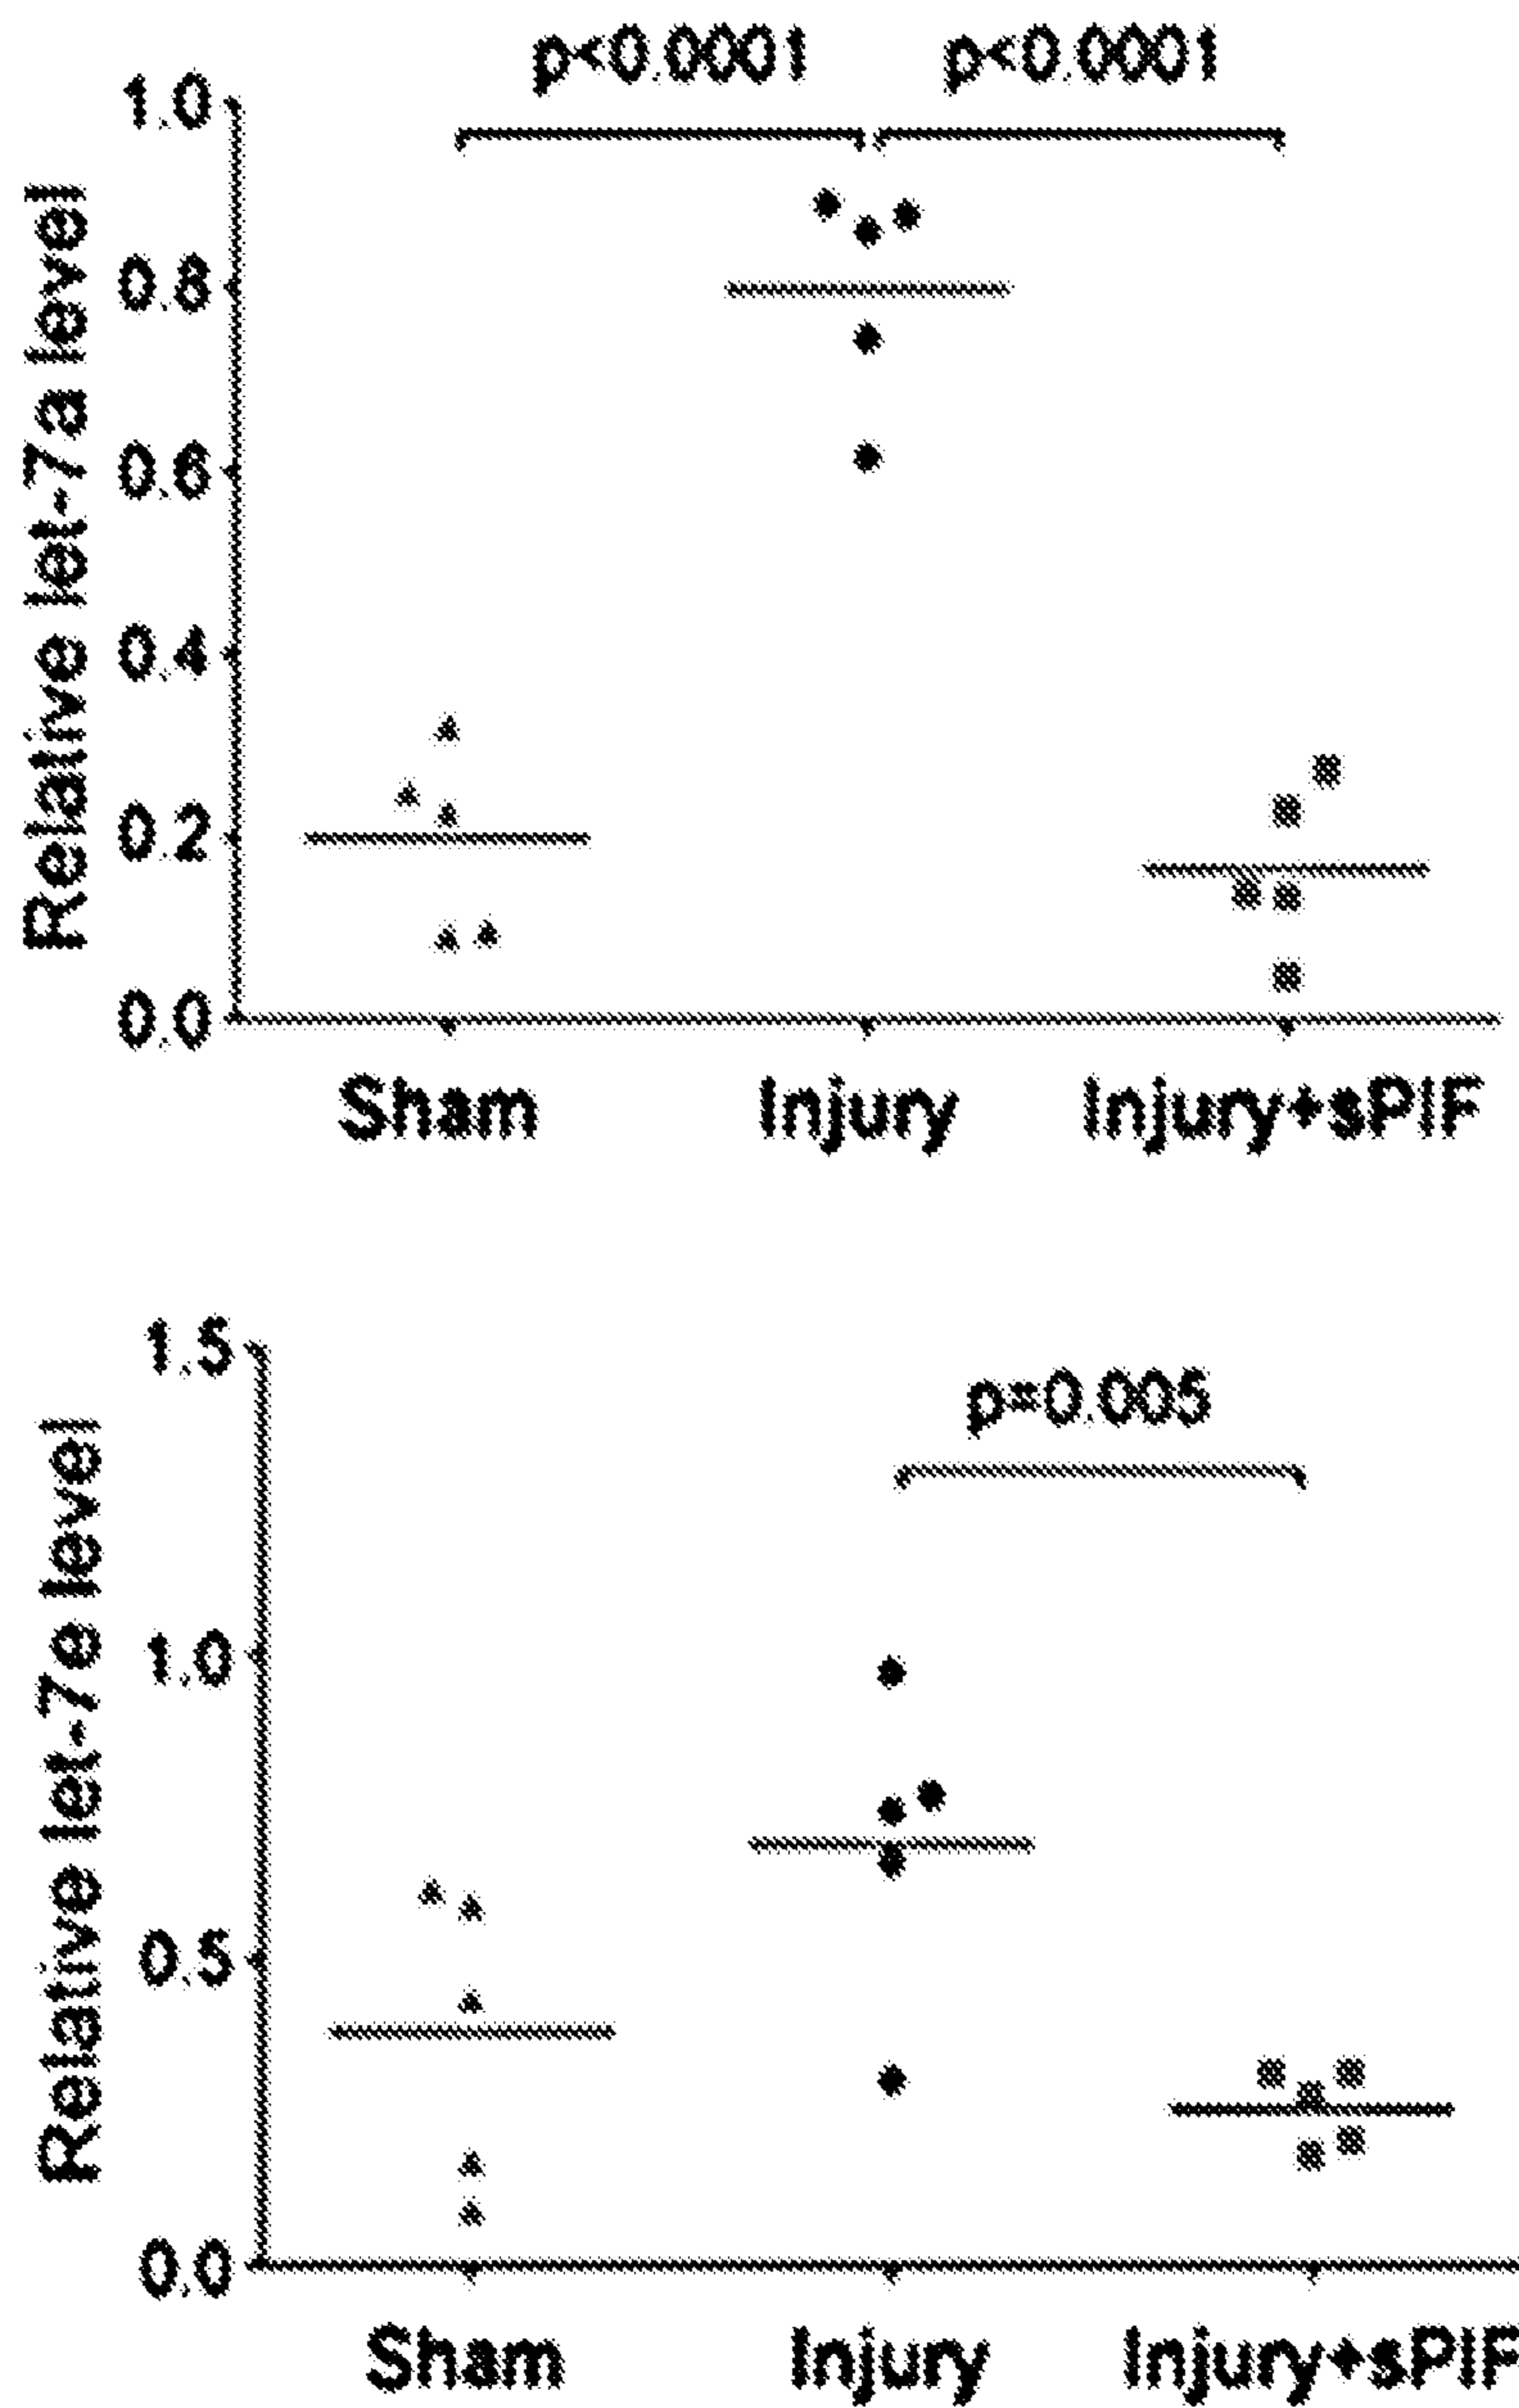 p<0.0001 p<0.0001
1.0
0.8
0.6
0.4
0.2
0.0
Relative let-7a level
Sham Injury Injury+sPIF
1.5
p=0.005
1.0
0.5
0.0
Relative let-7e level
Sham Injury Injury+sPIF